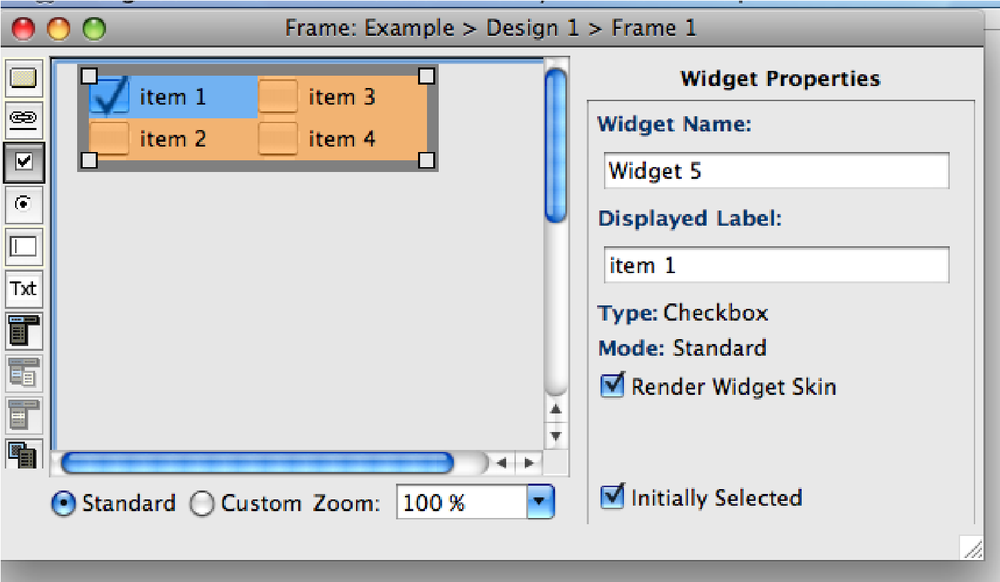 Frame: Example > Design 1 > Frame 1
item 1 item 3
item 2 item 4
Txt
Standard Custom Zoom: 100 %
Widget Properties
Widget Name:
Widget 5
Displayed Label:
item 1
Type: Checkbox
Mode: Standard
Render Widget Skin
Initially Selected